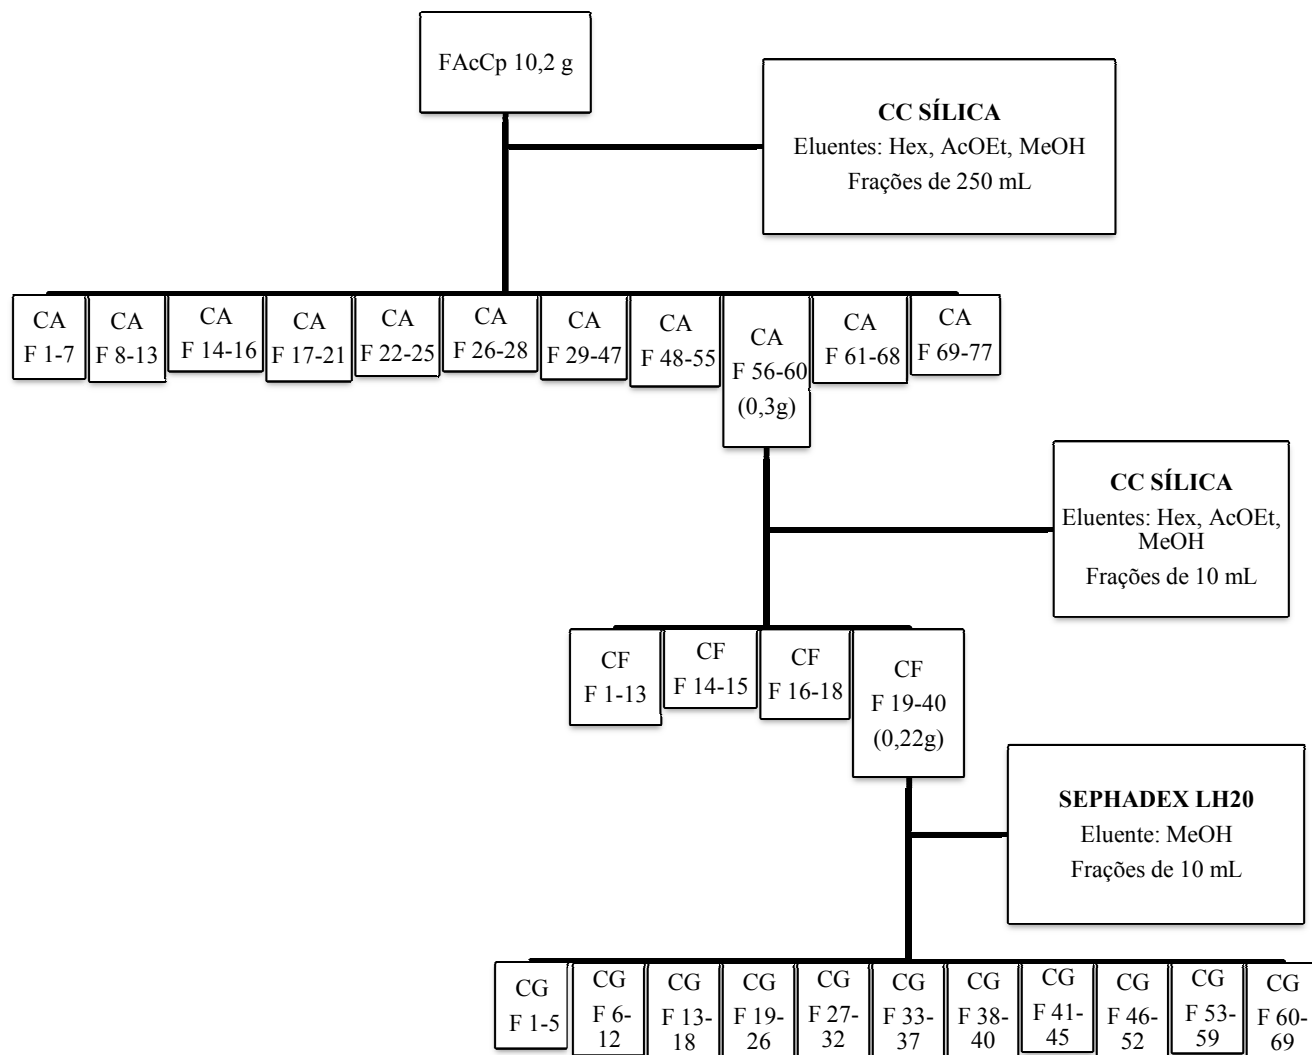 FAcCp 10,2 g
CC SÍLICA
Eluentes: Hex, AcOEt, MeOH
Frações de 250 mL
CA
F 1-7
CA
F 8-13
CA
F 14-16
CA
F 17-21
CA
F 22-25
CA
F 26-28
CA
F 29-47
CA
F 48-55
CA
F 56-60
(0,3g)
CA
F 61-68
CA
F 69-77
CC SÍLICA
Eluentes: Hex, AcOEt,
MeOH
Frações de 10 mL
CF
F 1-13
CF
F 14-15
CF
F 16-18
CF
F 19-40
(0,22g)
SEPHADEX LH20
Eluente: MeOH
Frações de 10 mL
CG
F 1-5
CG
F 6-
12
CG
F 13-
18
CG
F 19-
26
CG
F 27-
32
CG
F 33-
37
CG
F 38-
40
CG
F 41-
45
CG
F 46-
52
CG
F 53-
59
CG
F 60-
69